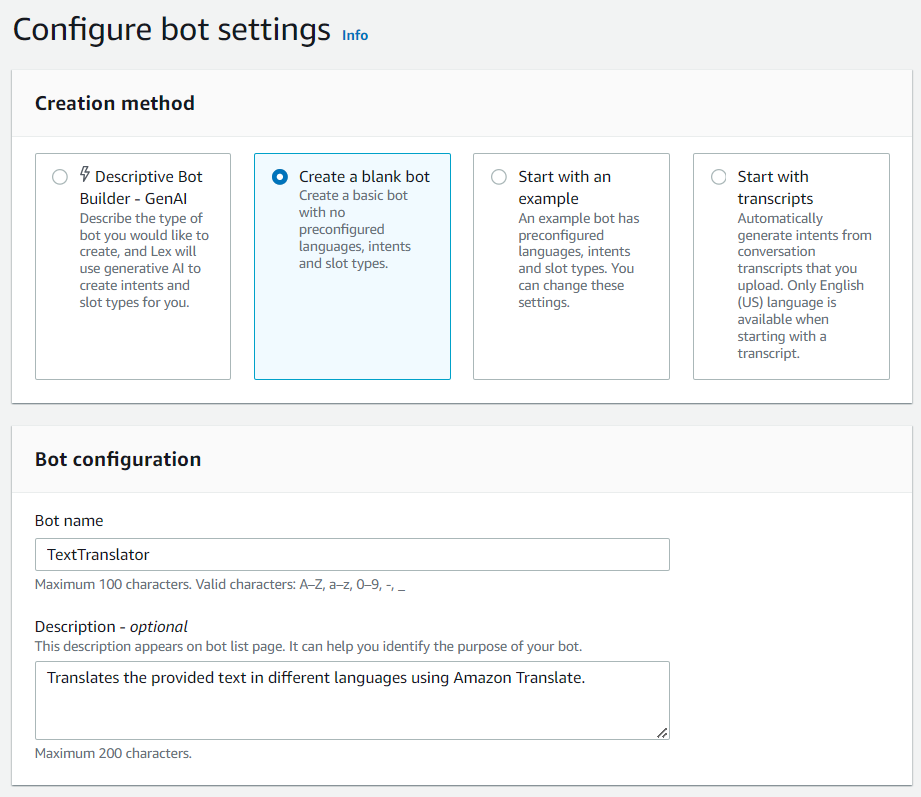 Configure bot settings Info
Creation method
Descriptive Bot
Builder - GenAI
Describe the type of
bot you would like to
create, and Lex will
use generative AI to
create intents and
slot types for you.
Create a blank bot
Create a basic bot
with no
preconfigured
languages, intents
and slot types.
Start with an
example
An example bot has
preconfigured
languages, intents
and slot types. You
can change these
settings.
Start with
transcripts
Automatically
generate intents from
conversation
transcripts that you
upload. Only English
(US) language is
available when
starting with a
transcript.
Bot configuration
Bot name
TextTranslator
Maximum 100 characters. Valid characters: A–Z, a–z, 0–9, -, _
Description - optional
This description appears on bot list page. It can help you identify the purpose of your bot.
Translates the provided text in different languages using Amazon Translate.
Maximum 200 characters.